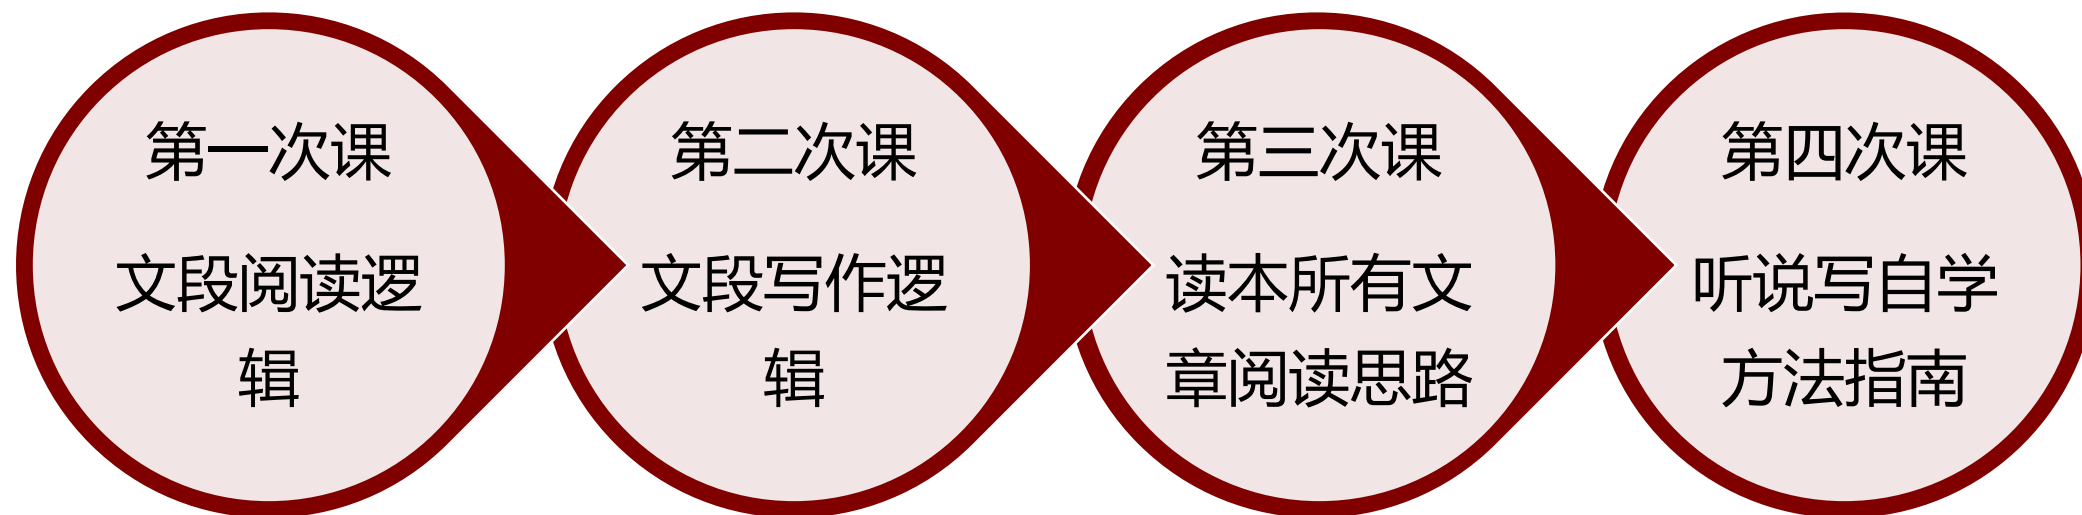 第一次课
文段阅读逻
辑
第二次课
文段写作逻
辑
第三次课
读本所有文
章阅读思路
第四次课
听说写自学
方法指南